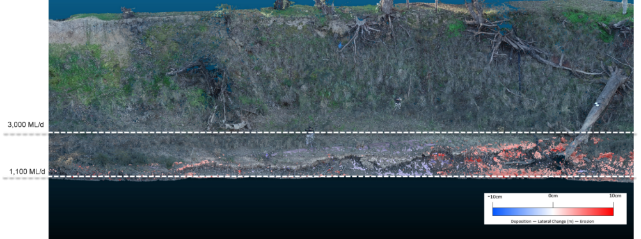 3,000 ML/d
1,100 ML/d
-10cm 0cm 10cm
Deposition — Lateral Change (m) — Erosion